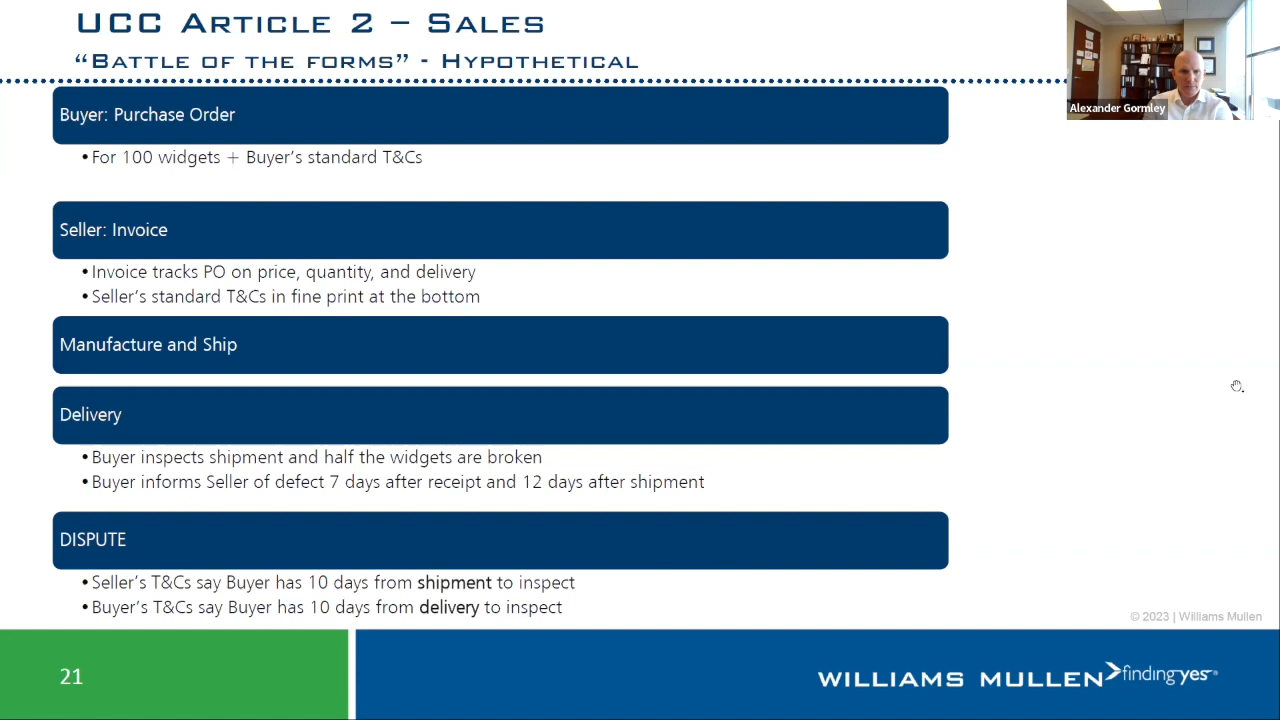 UCC Article 2 – Sales
“Battle of the forms” - Hypothetical
Alexander Gormley
Buyer: Purchase Order
•For 100 widgets + Buyer’s standard T&Cs
Seller: Invoice
•Invoice tracks PO on price, quantity, and delivery
•Seller’s standard T&Cs in fine print at the bottom
Manufacture and Ship
Delivery
•Buyer inspects shipment and half the widgets are broken
•Buyer informs Seller of defect 7 days after receipt and 12 days after shipment
DISPUTE
•Seller’s T&Cs say Buyer has 10 days from shipment to inspect
•Buyer’s T&Cs say Buyer has 10 days from delivery to inspect
© 2023 | Williams Mullen
21
WILLIAMS MULLEN finding yes®